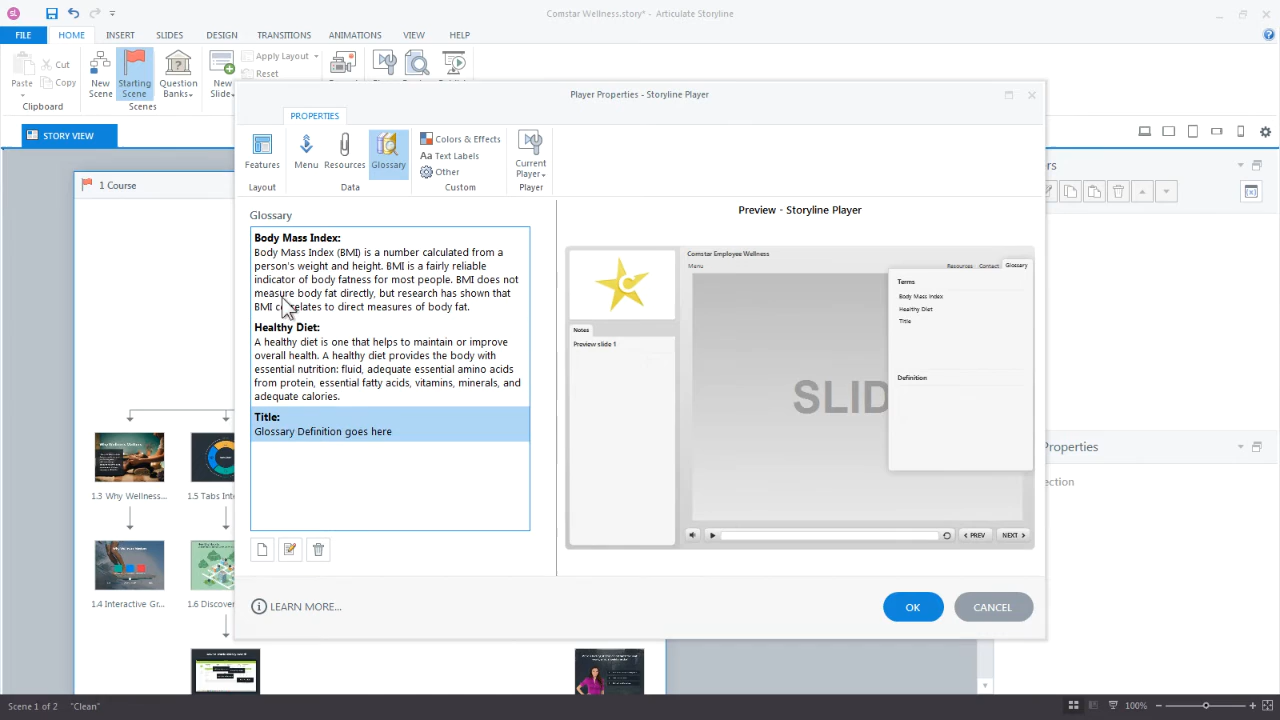 Comstar Wellness.story* - Articulate Storyline
FILE
HOME
INSERT
SLIDES
DESIGN
TRANSITIONS
ANIMATIONS
VIEW
HELP
Paste
Cut
Copy
Clipboard
New Scene
Starting Scene
Question Banks
Scenes
New Slide
Apply Layout
Reset
STORY VIEW
1 Course
Player Properties - Storyline Player
PROPERTIES
Features
Layout
Menu
Resources
Glossary
Data
Colors & Effects
Aa Text Labels
Other
Custom
Current Player
Player
Glossary
Body Mass Index:
Body Mass Index (BMI) is a number calculated from a
person's weight and height. BMI is a fairly reliable
indicator of body fatness for most people. BMI does not
measure body fat directly, but research has shown that
BMI correlates to direct measures of body fat.
Healthy Diet:
A healthy diet is one that helps to maintain or improve
overall health. A healthy diet provides the body with
essential nutrition: fluid, adequate essential amino acids
from protein, essential fatty acids, vitamins, minerals, and
adequate calories.
Title:
Glossary Definition goes here
Preview - Storyline Player
Comstar Employee Wellness
Menu
Resources
Contact
Glossary
Terms
Body Mass Index
Healthy Diet
Title
Definition
Notes
Preview slide 1
SLID
PREV
NEXT
LEARN MORE...
OK
CANCEL
1.3 Why Wellness...
1.5 Tabs Int
1.4 Interactive Gr...
1.6 Discov
ers
Properties
ection
Scene 1 of 2
"Clean"
100%